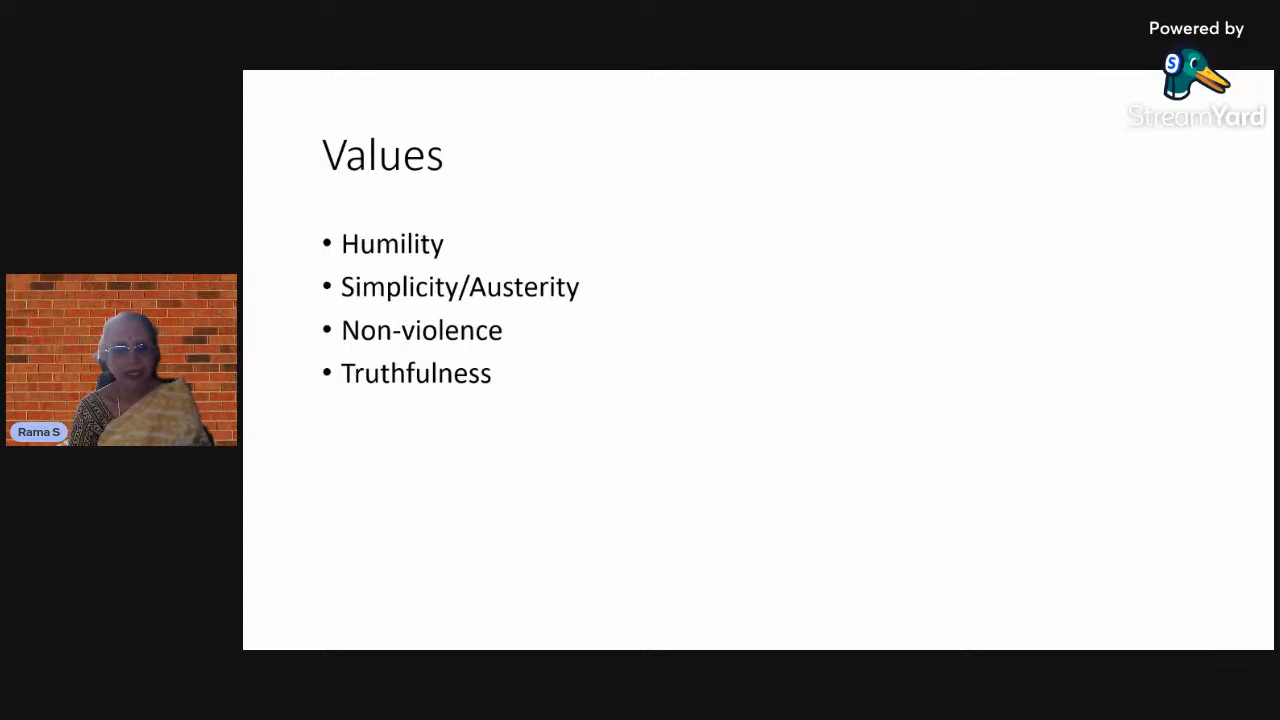 Powered by
S
StreamYard
Values
• Humility
• Simplicity/Austerity
• Non-violence
• Truthfulness
Rama S